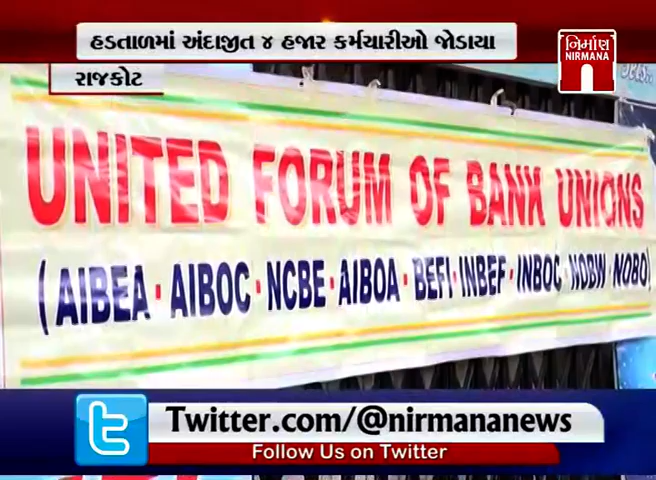 હડતાળમાં અંદાજીત ૪ હજાર કર્મચારીઓ જોડાયા
નિર્માણ
NIRMANA
રાજકોટ
UNITED FORUM OF BANK UNIONS
(AIBEA · AIBOC · NCBE · AIBOA · BEFI · INBEF · INBOC · NOBW · NOBO)
Twitter.com/@nirmananews
Follow Us on Twitter